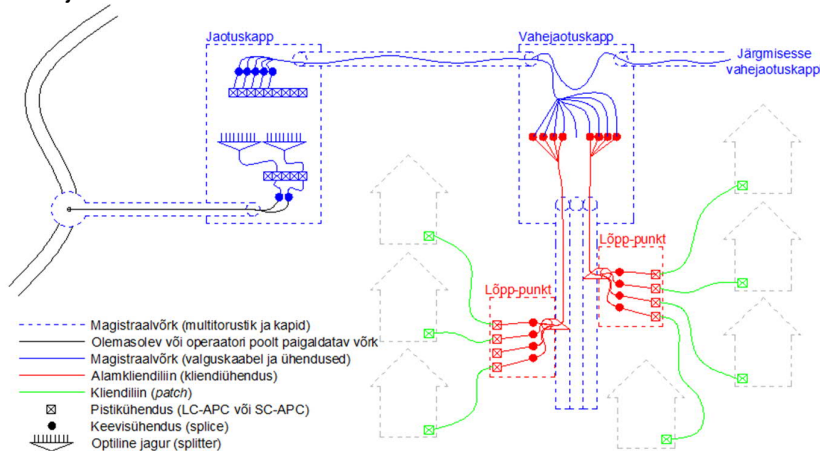 Jaotuskapp
Vahejaotuskapp
Järgmisesse
vahejaotuskapp
Lõpp-punkt
Lõpp-punkt
Magistraalvõrk (multitorustik ja kapid)
Olemasolev või operaatori poolt paigaldatav võrk
Magistraalvõrk (valguskaabel ja ühendused)
Alamkliendiliin (kliendiühendus)
Kliendiliin (patch)
Pistikühendus (LC-APC või SC-APC)
Keevisühendus (splice)
Optiline jagur (splitter)